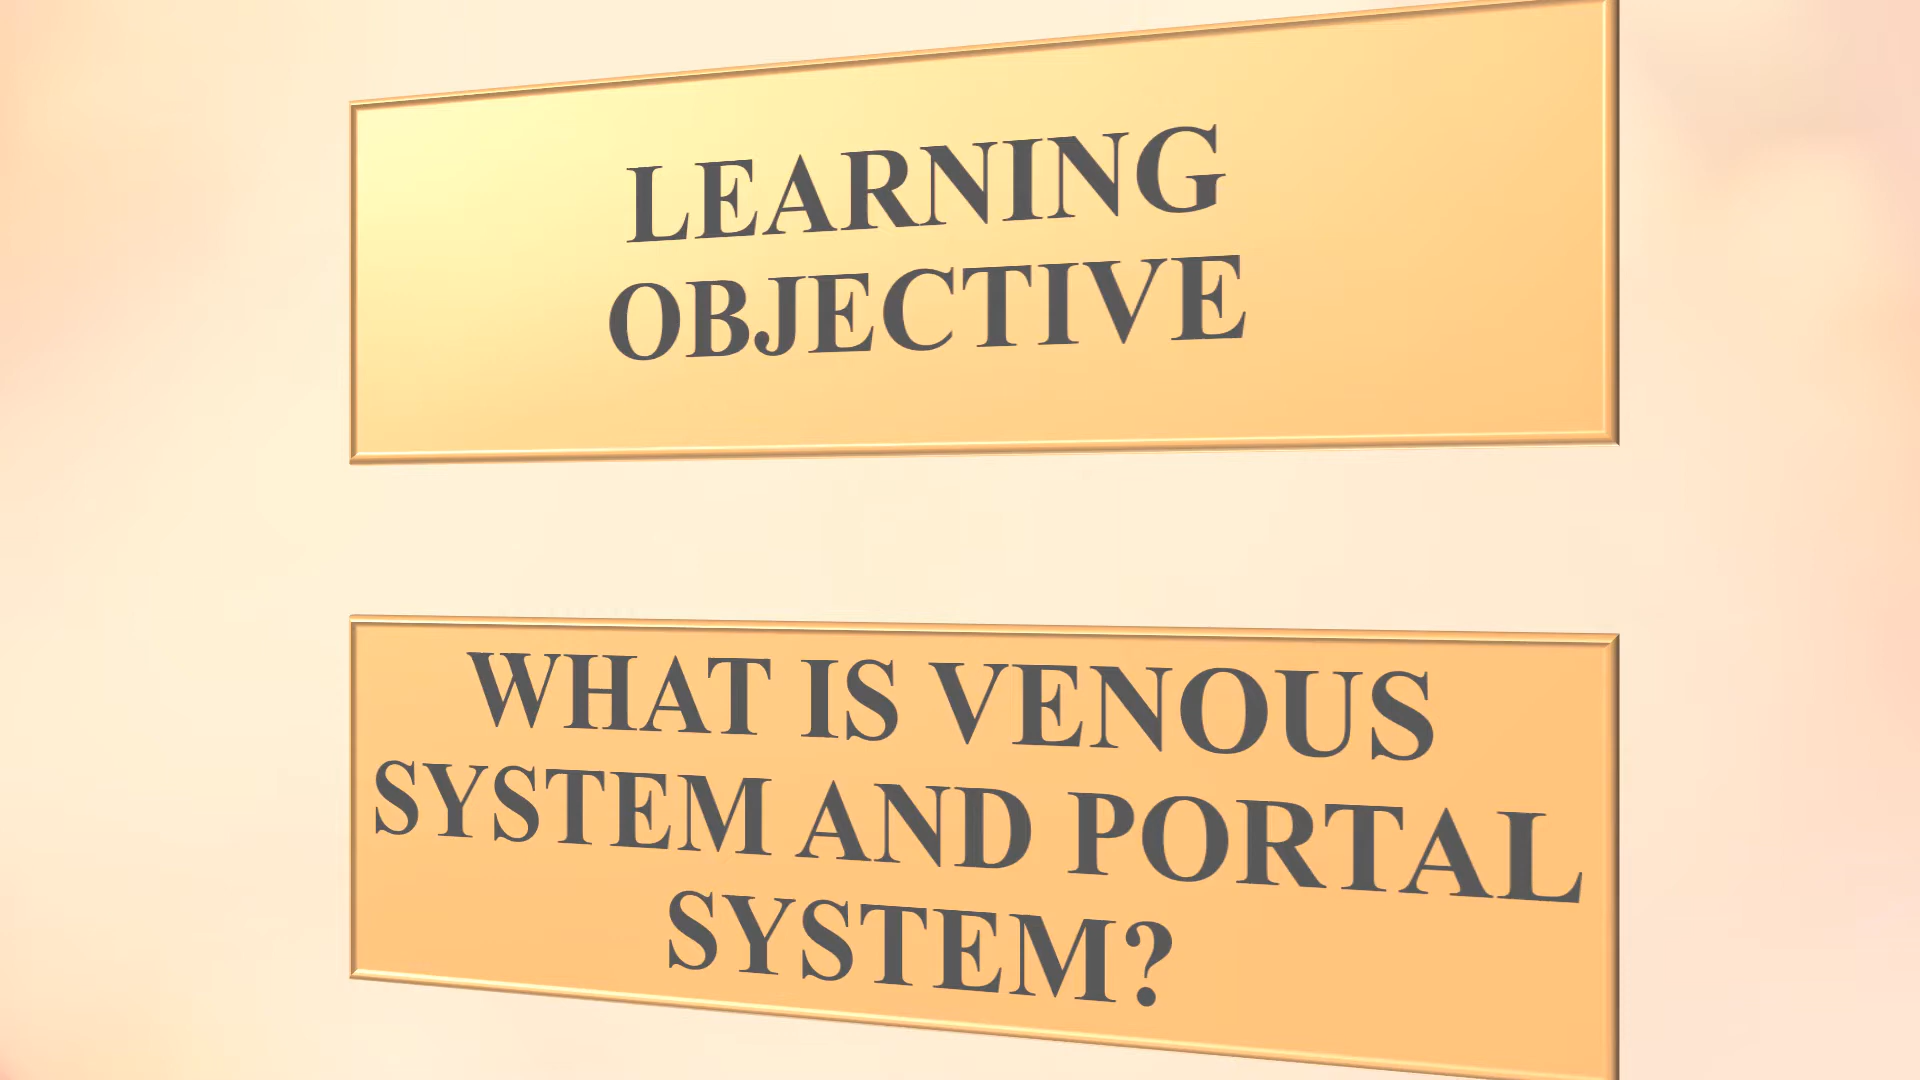 LEARNING
OBJECTIVE
WHAT IS VENOUS
SYSTEM AND PORTAL
SYSTEM?